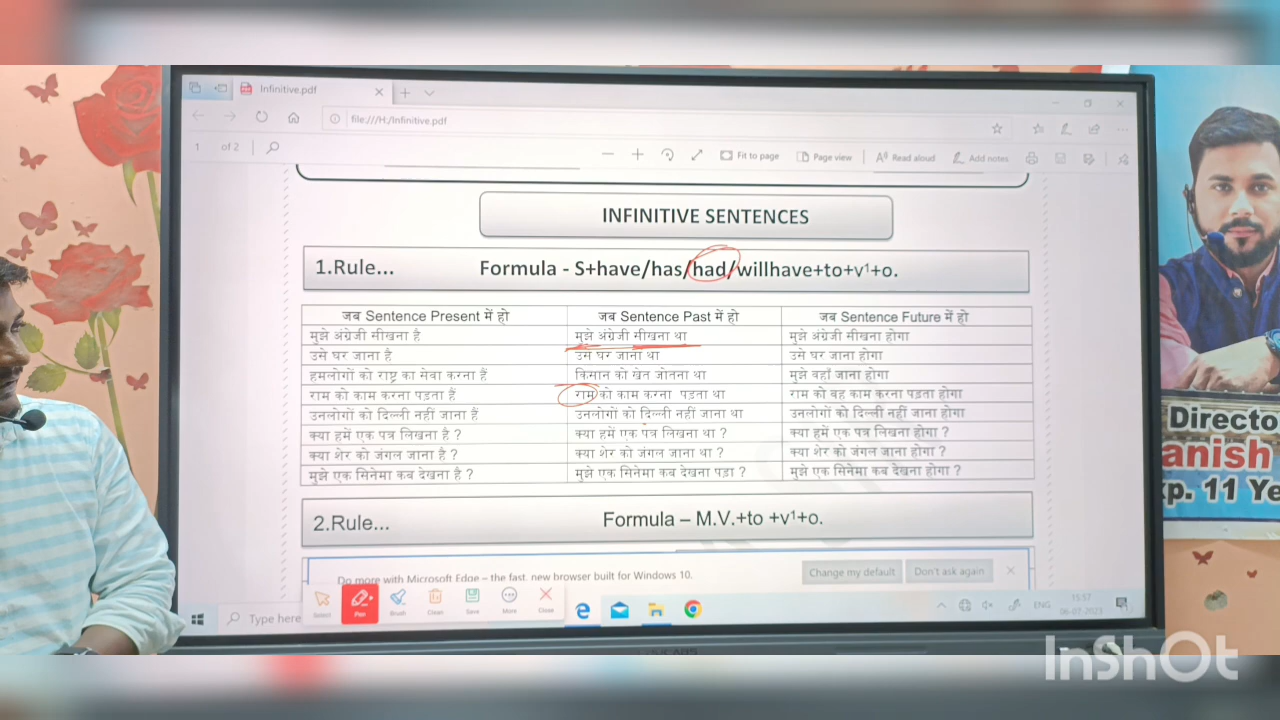 Infinitive.pdf
file:///H:/Infinitive.pdf
1 of 2
Fit to page
Page view
Read aloud
Add notes
INFINITIVE SENTENCES
1.Rule... Formula - S+have/has/had/willhave+to+v¹+o.
जब Sentence Present में हो जब Sentence Past में हो जब Sentence Future में हो
मुझे अंग्रेजी सीखना है मुझे अंग्रेजी सीखना था मुझे अंग्रेजी सीखना होगा
उसे घर जाना है उसे घर जाना था उसे घर जाना होगा
हमलोगों को राष्ट्र का सेवा करना हैं किसान को खेत जोतना था मुझे वहाँ जाना होगा
राम को काम करना पड़ता हैं राम को काम करना पड़ता था राम को वह काम करना पड़ता होगा
उनलोगों को दिल्ली नहीं जाना हैं उनलोगों को दिल्ली नहीं जाना था उनलोगों को दिल्ली नहीं जाना होगा
क्या हमें एक पत्र लिखना है ? क्या हमें एक पत्र लिखना था ? क्या हमें एक पत्र लिखना होगा ?
क्या शेर को जंगल जाना है ? क्या शेर को जंगल जाना था ? क्या शेर को जंगल जाना होगा ?
मुझे एक सिनेमा कब देखना है ? मुझे एक सिनेमा कब देखना पड़ा ? मुझे एक सिनेमा कब देखना होगा ?
2.Rule... Formula – M.V.+to +v¹+o.
Do more with Microsoft Edge – the fast, new browser built for Windows 10.
Change my default
Don't ask again
Select Pen Brush Clean Save More Close
Type here
ENG
15:57
06-07-2023
Directo
anish
xp. 11 Ye
InShOt